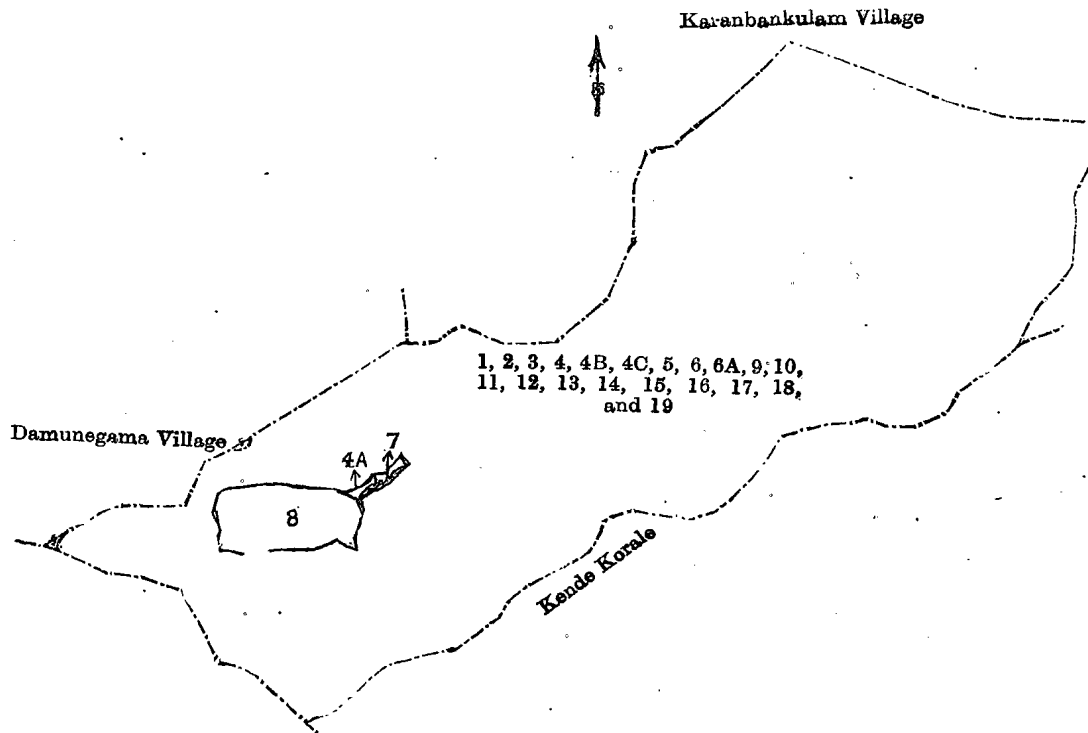 Karanbankulam Village
1, 2, 3, 4, 4B, 4C, 5, 6, 6A, 9, 10,
11, 12, 13, 14, 15, 16, 17, 18,
and 19
Damunegama Village
7
4A
8
Kende Korale